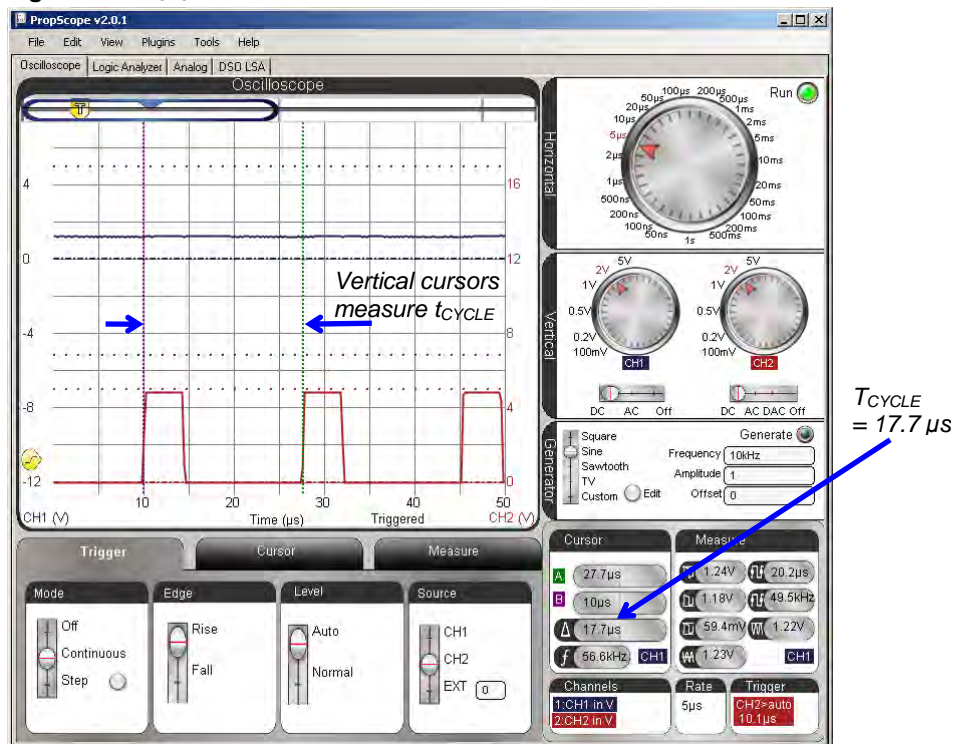 PropScope v2.0.1
File Edit View Plugins Tools Help
Oscilloscope Logic Analyzer Analog DSO LSA
Oscilloscope
T
4
0
-4
-8
-12
16
12
8
4
0
10 20 30 40 50
CH1 (V) Time (µs) Triggered CH2 (V)
Vertical cursors
measure tCYCLE
Horizontal
Run
50ns
100ns
200ns
500ns
1µs
2µs
5µs
10µs
20µs
50µs
100µs
200µs
500µs
1ms
2ms
5ms
10ms
20ms
50ms
100ms
200ms
500ms
1s
Vertical
5V
2V
1V
0.5V
0.2V
100mV
CH1
DC AC Off
5V
2V
1V
0.5V
0.2V
100mV
CH2
DC AC DAC Off
Generator
Square
Sine
Sawtooth
TV
Custom
Edit
Generate
Frequency 10kHz
Amplitude 1
Offset 0
TCYCLE
= 17.7 µs
Trigger Cursor Measure
Mode
Off
Continuous
Step
Edge
Rise
Fall
Level
Auto
Normal
Source
CH1
CH2
EXT 0
Cursor
A 27.7µs
B 10µs
Δ 17.7µs
f 56.6kHz CH1
Measure
1.24V 20.2µs
1.18V 49.5kHz
59.4mV 1.22V
1.23V CH1
Channels
1:CH1 in V
2:CH2 in V
Rate
5µs
Trigger
CH2>auto
10.1µs